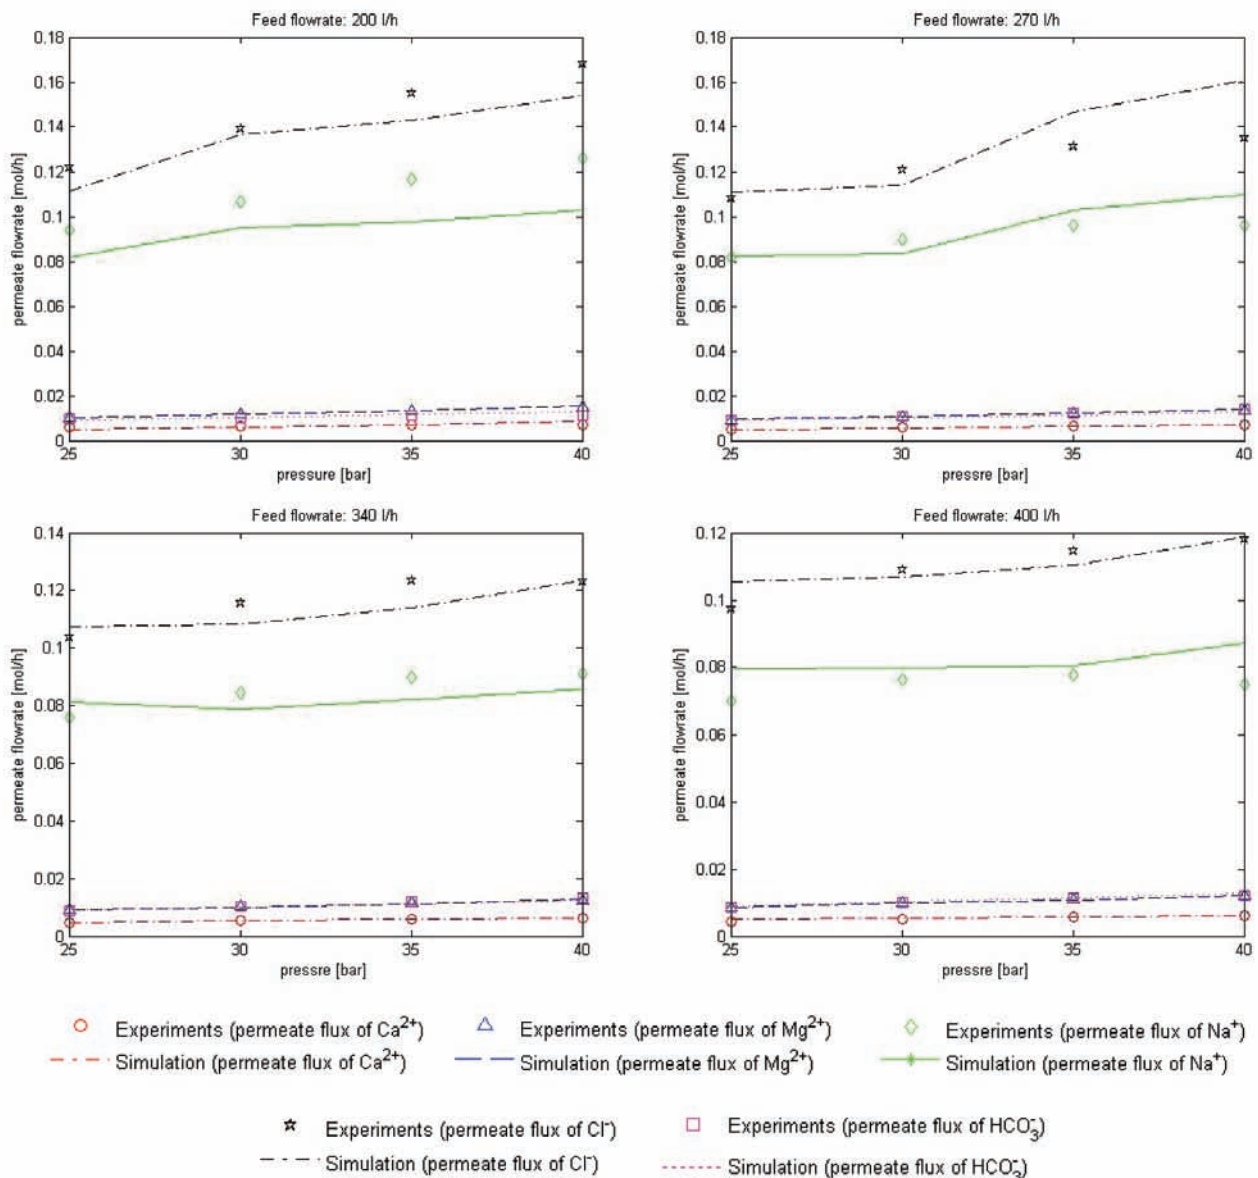 Feed flowrate: 200 l/h
0.18
0.16
0.14
0.12
0.1
0.08
0.06
0.04
0.02
0
permeate flowrate [mol/h]
25
30
35
40
pressure [bar]
Feed flowrate: 270 l/h
0.18
0.16
0.14
0.12
0.1
0.08
0.06
0.04
0.02
0
permeate flowrate [mol/h]
25
30
35
40
pressre [bar]
Feed flowrate: 340 l/h
0.14
0.12
0.1
0.08
0.06
0.04
0.02
0
permeate flowrate [mol/h]
25
30
35
40
pressre [bar]
Feed flowrate: 400 l/h
0.12
0.1
0.08
0.06
0.04
0.02
0
permeate flowrate [mol/h]
25
30
35
40
pressre [bar]
Experiments (permeate flux of Ca²⁺)
Experiments (permeate flux of Mg²⁺)
Experiments (permeate flux of Na⁺)
Simulation (permeate flux of Ca²⁺)
Simulation (permeate flux of Mg²⁺)
Simulation (permeate flux of Na⁺)
Experiments (permeate flux of Cl⁻)
Experiments (permeate flux of HCO₃⁻)
Simulation (permeate flux of Cl⁻)
Simulation (permeate flux of HCO₃⁻)